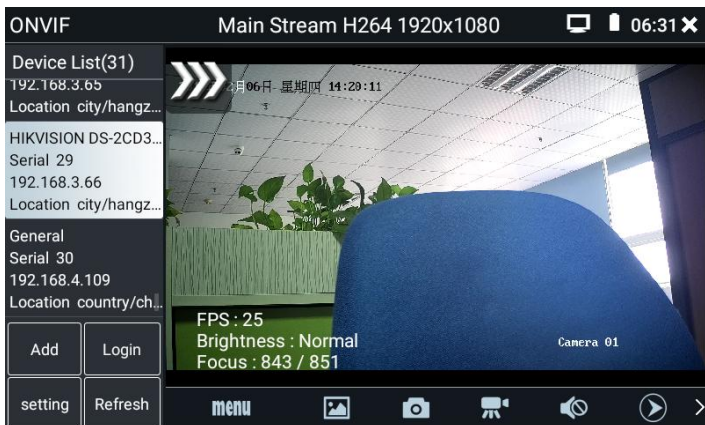 ONVIF
Main Stream H264 1920x1080
06:31
Device List(31)
192.168.3.65
Location city/hangz...
HIKVISION DS-2CD3...
Serial 29
192.168.3.66
Location city/hangz...
General
Serial 30
192.168.4.109
Location country/ch...
Add
Login
setting
Refresh
月06日 星期四 14:20:11
FPS : 25
Brightness : Normal
Focus : 843 / 851
Camera 01
menu